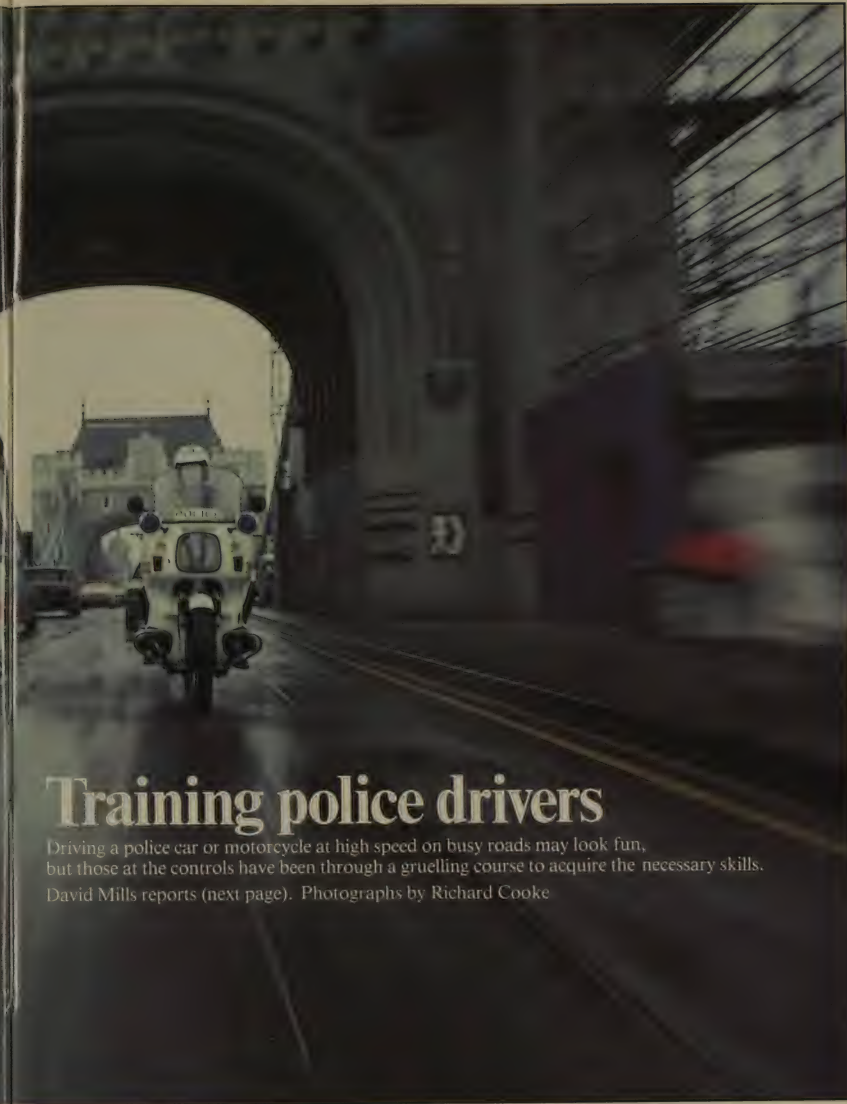 POLICE
Training police drivers
Driving a police car or motorcycle at high speed on busy roads may look fun,
but those at the controls have been through a gruelling course to acquire the necessary skills.
David Mills reports (next page). Photographs by Richard Cooke